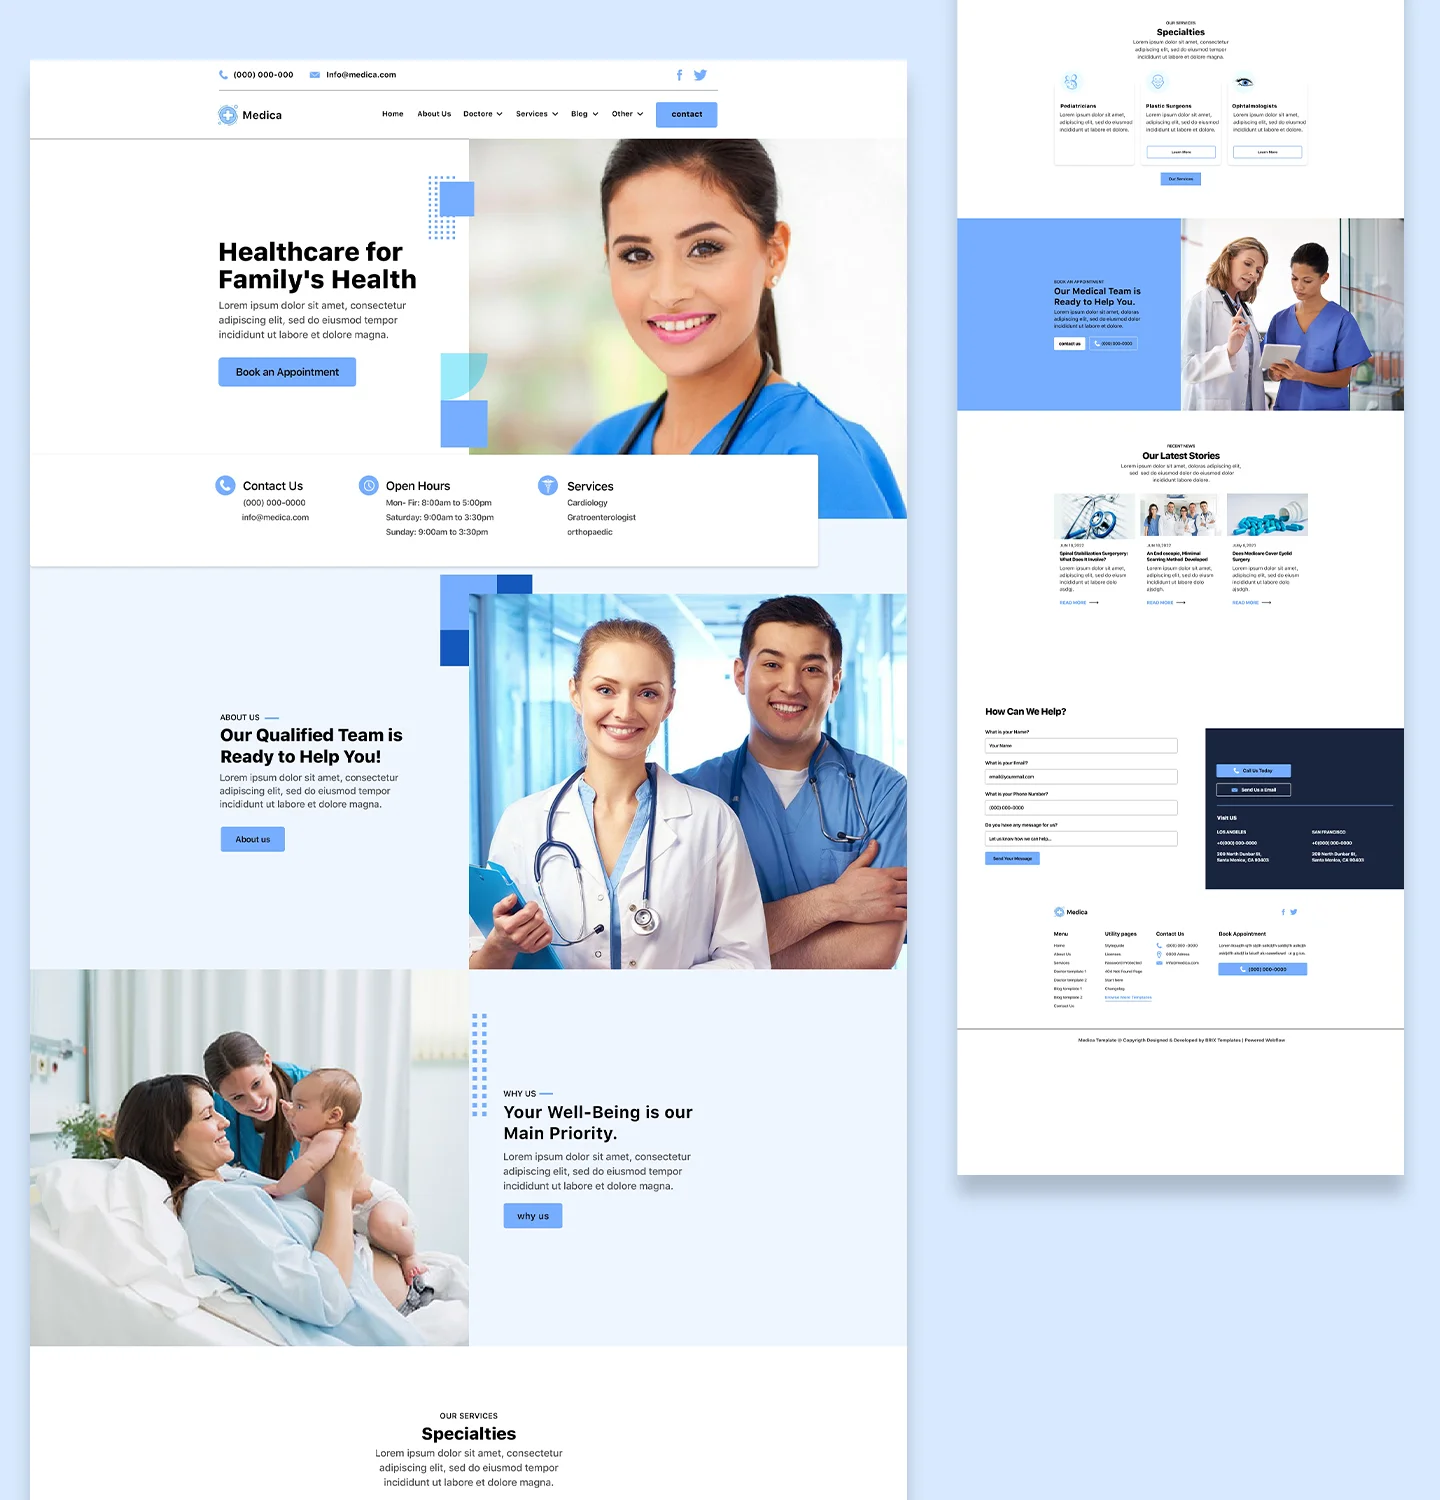 (000) 000-000
Info@medica.com
Medica
Home About Us Doctore Services Blog Other contact
Healthcare for
Family's Health
Lorem ipsum dolor sit amet, consectetur
adipiscing elit, sed do eiusmod tempor
incididunt ut labore et dolore magna.
Book an Appointment
Contact Us
(000) 000-0000
info@medica.com
Open Hours
Mon- Fir: 8:00am to 5:00pm
Saturday: 9:00am to 3:30pm
Sunday: 9:00am to 3:30pm
Services
Cardiology
Gratroenterologist
orthopaedic
ABOUT US
Our Qualified Team is
Ready to Help You!
Lorem ipsum dolor sit amet, consectetur
adipiscing elit, sed do eiusmod tempor
incididunt ut labore et dolore magna.
About us
WHY US
Your Well-Being is our
Main Priority.
Lorem ipsum dolor sit amet, consectetur
adipiscing elit, sed do eiusmod tempor
incididunt ut labore et dolore magna.
why us
OUR SERVICES
Specialties
Lorem ipsum dolor sit amet, consectetur
adipiscing elit, sed do eiusmod tempor
incididunt ut labore et dolore magna.
OUR SERVICES
Specialties
Lorem ipsum dolor sit amet, consectetur
adipiscing elit, sed do eiusmod tempor
incididunt ut labore et dolore magna.
Pediatricians
Lorem ipsum dolor sit amet,
adipiscing elit, sed do eiusmod
incididunt ut labore et dolore.
Plastic Surgeons
Lorem ipsum dolor sit amet,
adipiscing elit, sed do eiusmod
incididunt ut labore et dolore.
Learn More
Ophtalmologists
Lorem ipsum dolor sit amet,
adipiscing elit, sed do eiusmod
incididunt ut labore et dolore.
Learn More
Our Services
BOOK AN APPOINTMENT
Our Medical Team is
Ready to Help You.
Lorem ipsum dolor sit amet, doloras
adipiscing elit, sed do eiusmod dolor
incididunt ut labore et dolore.
contact us
(000) 000-0000
RECENT NEWS
Our Latest Stories
Lorem ipsum dolor sit amet, doloras adipiscing elit,
sed sed do eiusmod dolor do eiusmod dolor
incididunt labore dolore.
JUN 10,2022
Spinal Stabilization Surgeryery:
What Does It Involve?
Lorem ipsum dolor sit amet,
adipiscing elit, sed do eiusm
incididunt ut labore dolo
READ MORE
JUN 10,2022
An Endoscopic, Minimal
Scarring Method Developed
Lorem ipsum dolor sit amet,
adipiscing elit, sed do eiusm
incididunt ut labore dolo
READ MORE
Does Medicare Cover Eyelid
Surgery
Lorem ipsum dolor sit amet,
adipiscing elit, sed do eiusm
incididunt ut labore dolo
READ MORE
How Can We Help?
What is your Name?
Your Name
What is your Email?
email@youremail.com
What is your Phone Number?
(000) 000-0000
Do you have any message for us?
Let us know how we can help...
Send Your Message
Call Us Today
Send Us a Email
Visit US
LOS ANGELES
+0(000) 000-0000
200 North Dunbar St,
Santa Monica, CA 90403
SAN FRANCISCO
+0(000) 000-0000
200 North Dunbar St,
Santa Monica, CA 90403
Medica
Menu
Home
About Us
Services
Doctor template 1
Doctor template 2
Blog template 1
Blog template 2
Contact Us
Utility pages
Styleguide
Licenses
Password Protected
404 Not Found Page
Start here
Changelog
Browse More Templates
Contact Us
(000) 000-0000
info@medica.com
Book Appointment
(000) 000-0000
Medica Template © Copyrigth Designed & Developed by BRIX Templates | Powered Webflow